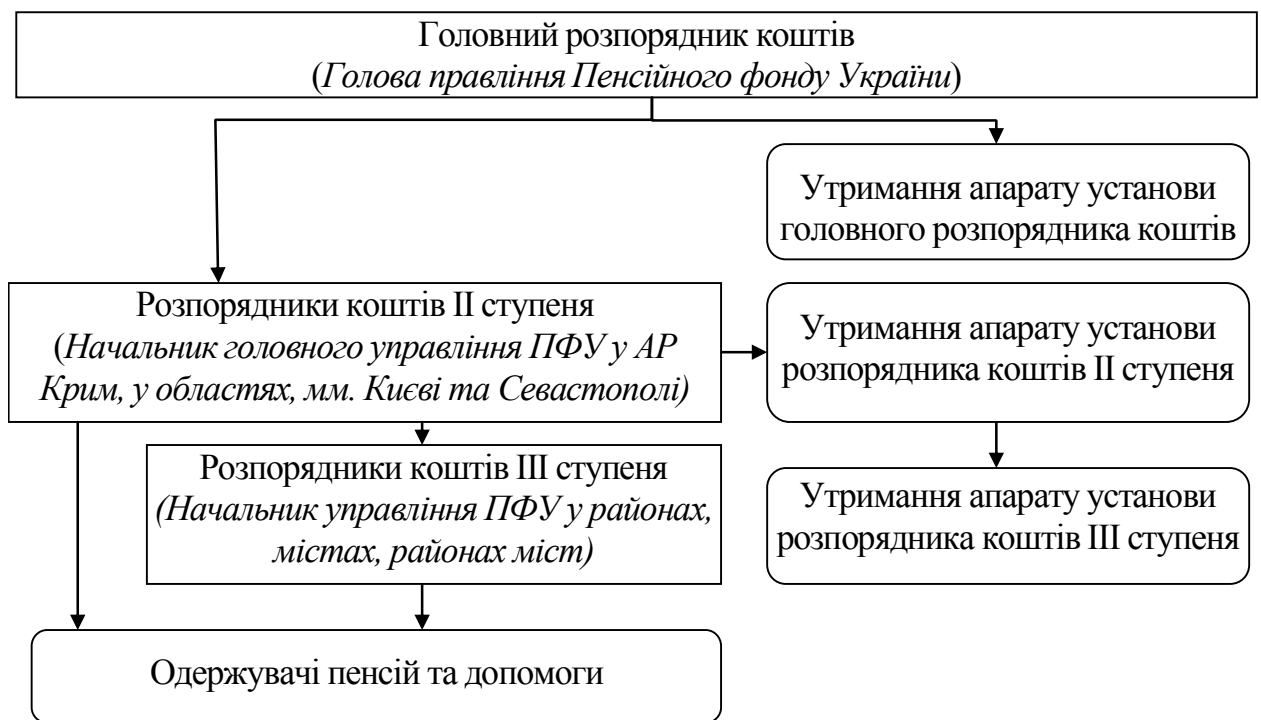 Головний розпорядник коштів
(Голова правління Пенсійного фонду України)
Утримання апарату установи
головного розпорядника коштів
Розпорядники коштів ІІ ступеня
(Начальник головного управління ПФУ у АР
Крим, у областях, мм. Києві та Севастополі)
Утримання апарату установи
розпорядника коштів ІІ ступеня
Розпорядники коштів ІІІ ступеня
(Начальник управління ПФУ у районах,
містах, районах міст)
Утримання апарату установи
розпорядника коштів ІІІ ступеня
Одержувачі пенсій та допомоги